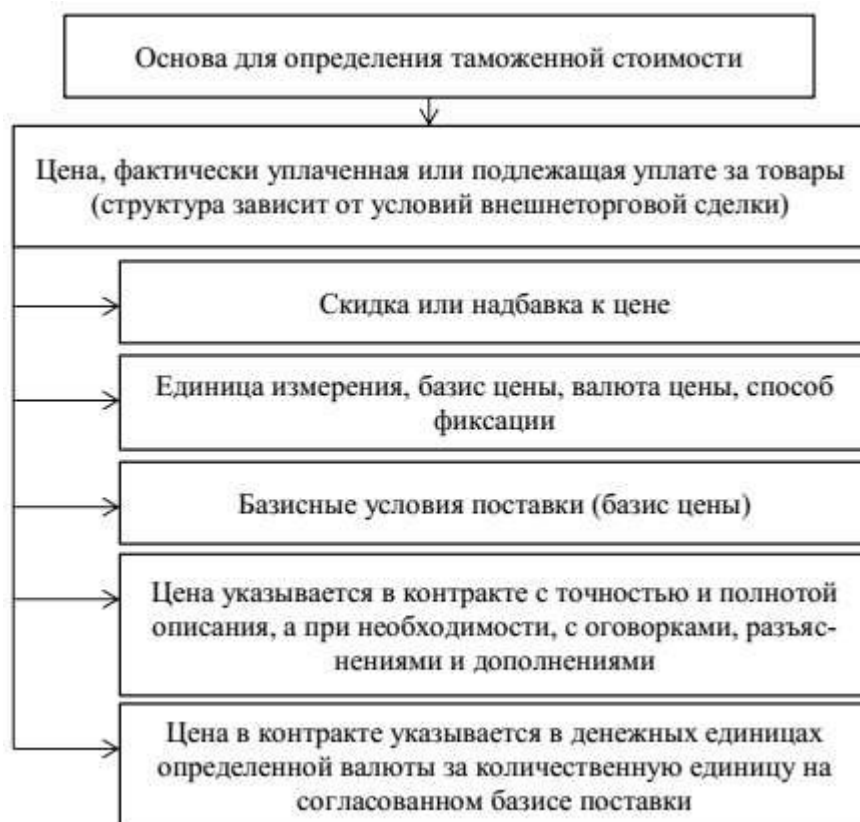 Основа для определения таможенной стоимости
Цена, фактически уплаченная или подлежащая уплате за товары
(структура зависит от условий внешнеторговой сделки)
Скидка или надбавка к цене
Единица измерения, базис цены, валюта цены, способ
фиксации
Базисные условия поставки (базис цены)
Цена указывается в контракте с точностью и полнотой
описания, а при необходимости, с оговорками, разъяс-
нениями и дополнениями
Цена в контракте указывается в денежных единицах
определенной валюты за количественную единицу на
согласованном базисе поставки